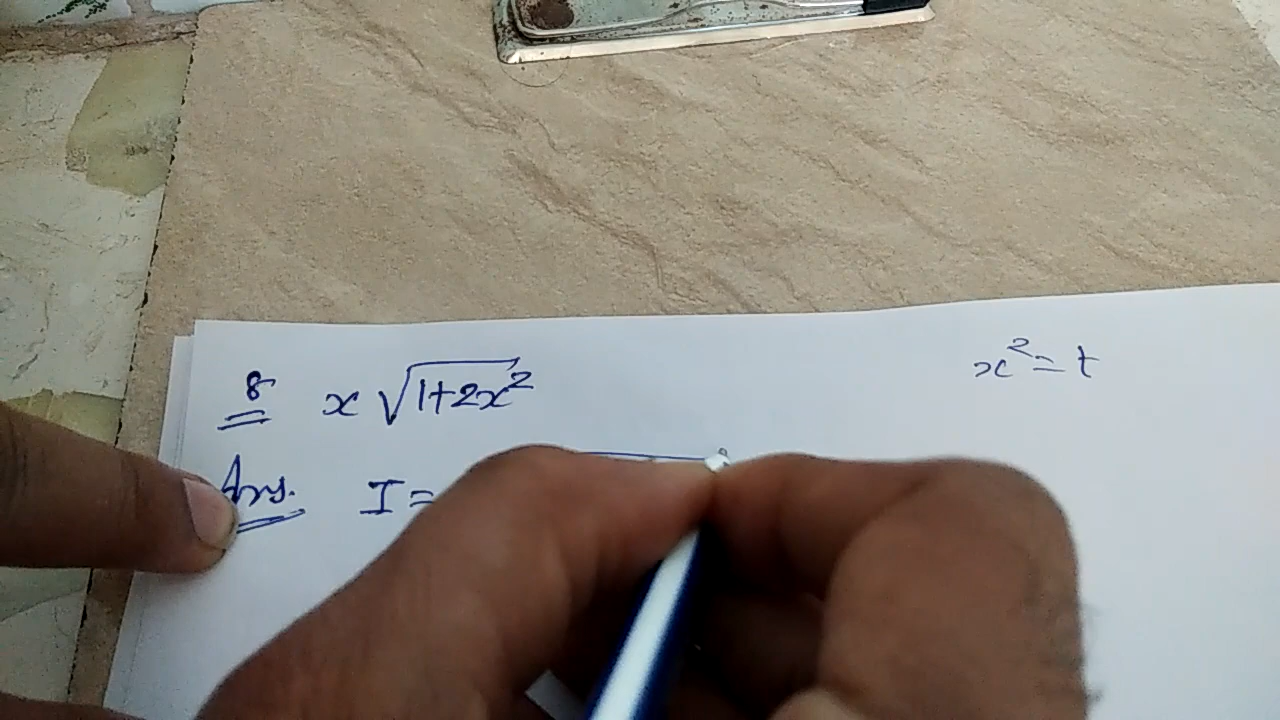 8 x √(1+2x²)
x² = t
Ans. I =